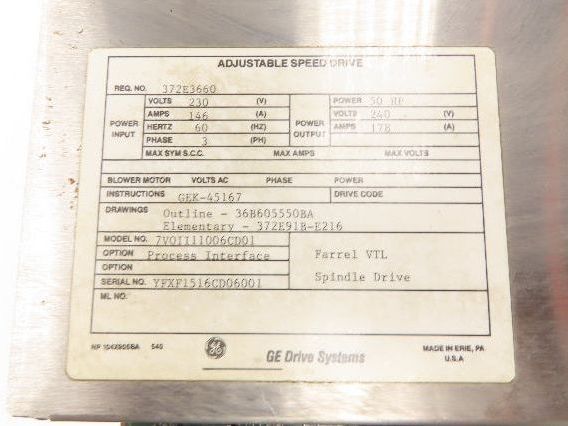 ADJUSTABLE SPEED DRIVE
REQ. NO. 372E3660
POWER INPUT
VOLTS 230 (V)
AMPS 146 (A)
HERTZ 60 (HZ)
PHASE 3 (PH)
POWER OUTPUT
POWER 50 HP
VOLTS 240 (V)
AMPS 178 (A)
MAX SYM S.C.C. MAX AMPS MAX VOLTS
BLOWER MOTOR VOLTS AC PHASE POWER
INSTRUCTIONS GEK-45167 DRIVE CODE
DRAWINGS Outline - 36B605550BA
Elementary - 372E918-E216
MODEL NO. 7VOII11006CD01
OPTION Process Interface Farrel VTL
OPTION Spindle Drive
SERIAL NO. YFXF1516CD06001
ML NO.
540 GE GE Drive Systems MADE IN ERIE, PA
U.S.A